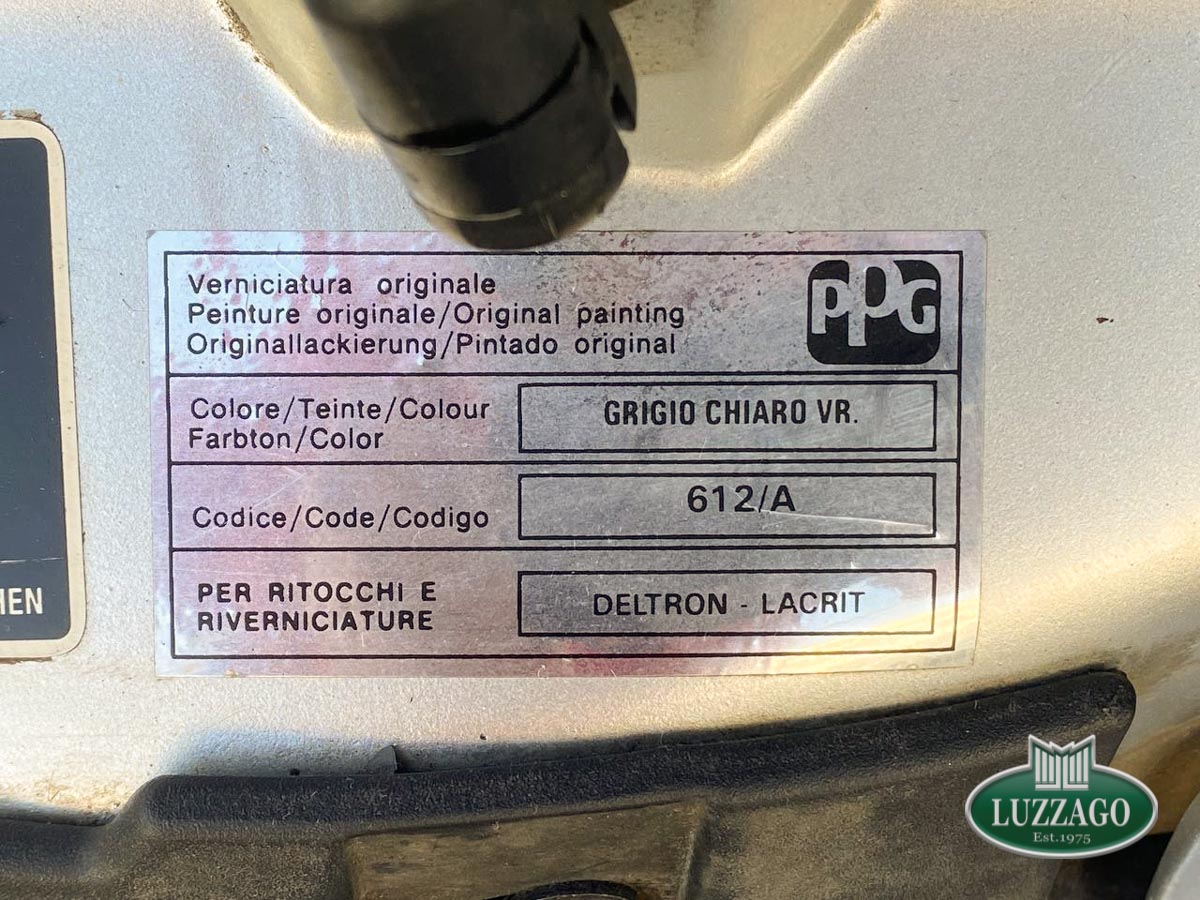 Verniciatura originale
Peinture originale/Original painting
Originallackierung/Pintado original
PPG
Colore/Teinte/Colour
Farbton/Color
GRIGIO CHIARO VR.
Codice/Code/Codigo
612/A
PER RITOCCHI E
RIVERNICIATURE
DELTRON - LACRIT
HEN
LUZZAGO
Est.1975